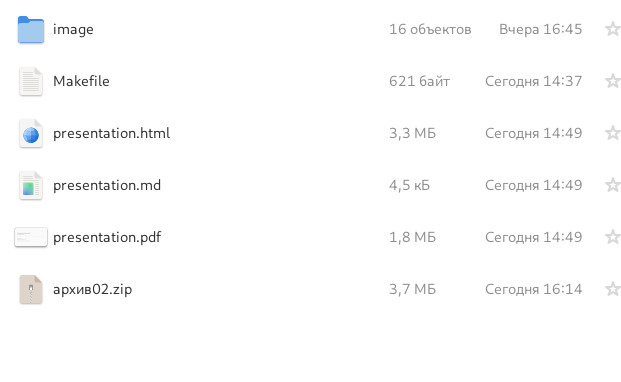 image 16 объектов Вчера 16:45
Makefile 621 байт Сегодня 14:37
presentation.html 3,3 МБ Сегодня 14:49
presentation.md 4,5 кБ Сегодня 14:49
presentation.pdf 1,8 МБ Сегодня 14:49
архив02.zip 3,7 МБ Сегодня 16:14